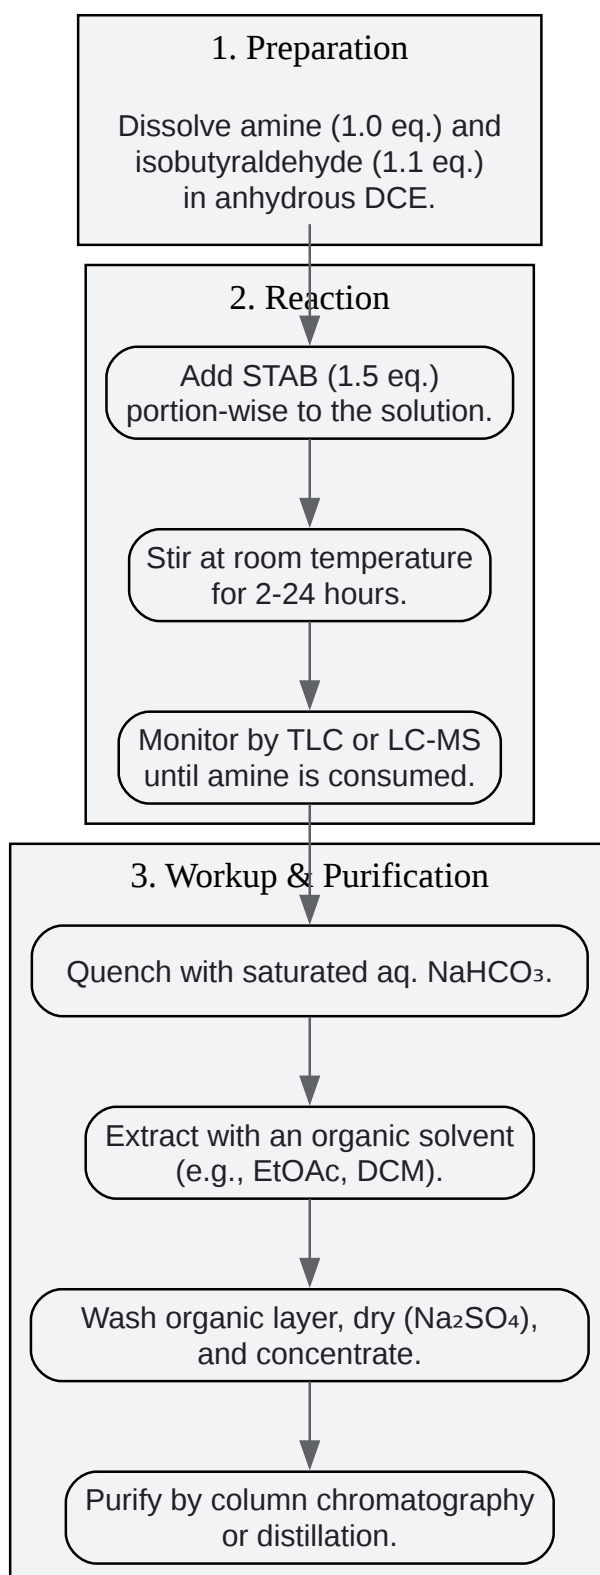 1. Preparation
Dissolve amine (1.0 eq.) and
isobutyraldehyde (1.1 eq.)
in anhydrous DCE.
2. Reaction
Add STAB (1.5 eq.)
portion-wise to the solution.
Stir at room temperature
for 2-24 hours.
Monitor by TLC or LC-MS
until amine is consumed.
3. Workup & Purification
Quench with saturated aq. NaHCO₃.
Extract with an organic solvent
(e.g., EtOAc, DCM).
Wash organic layer, dry (Na₂SO₄),
and concentrate.
Purify by column chromatography
or distillation.